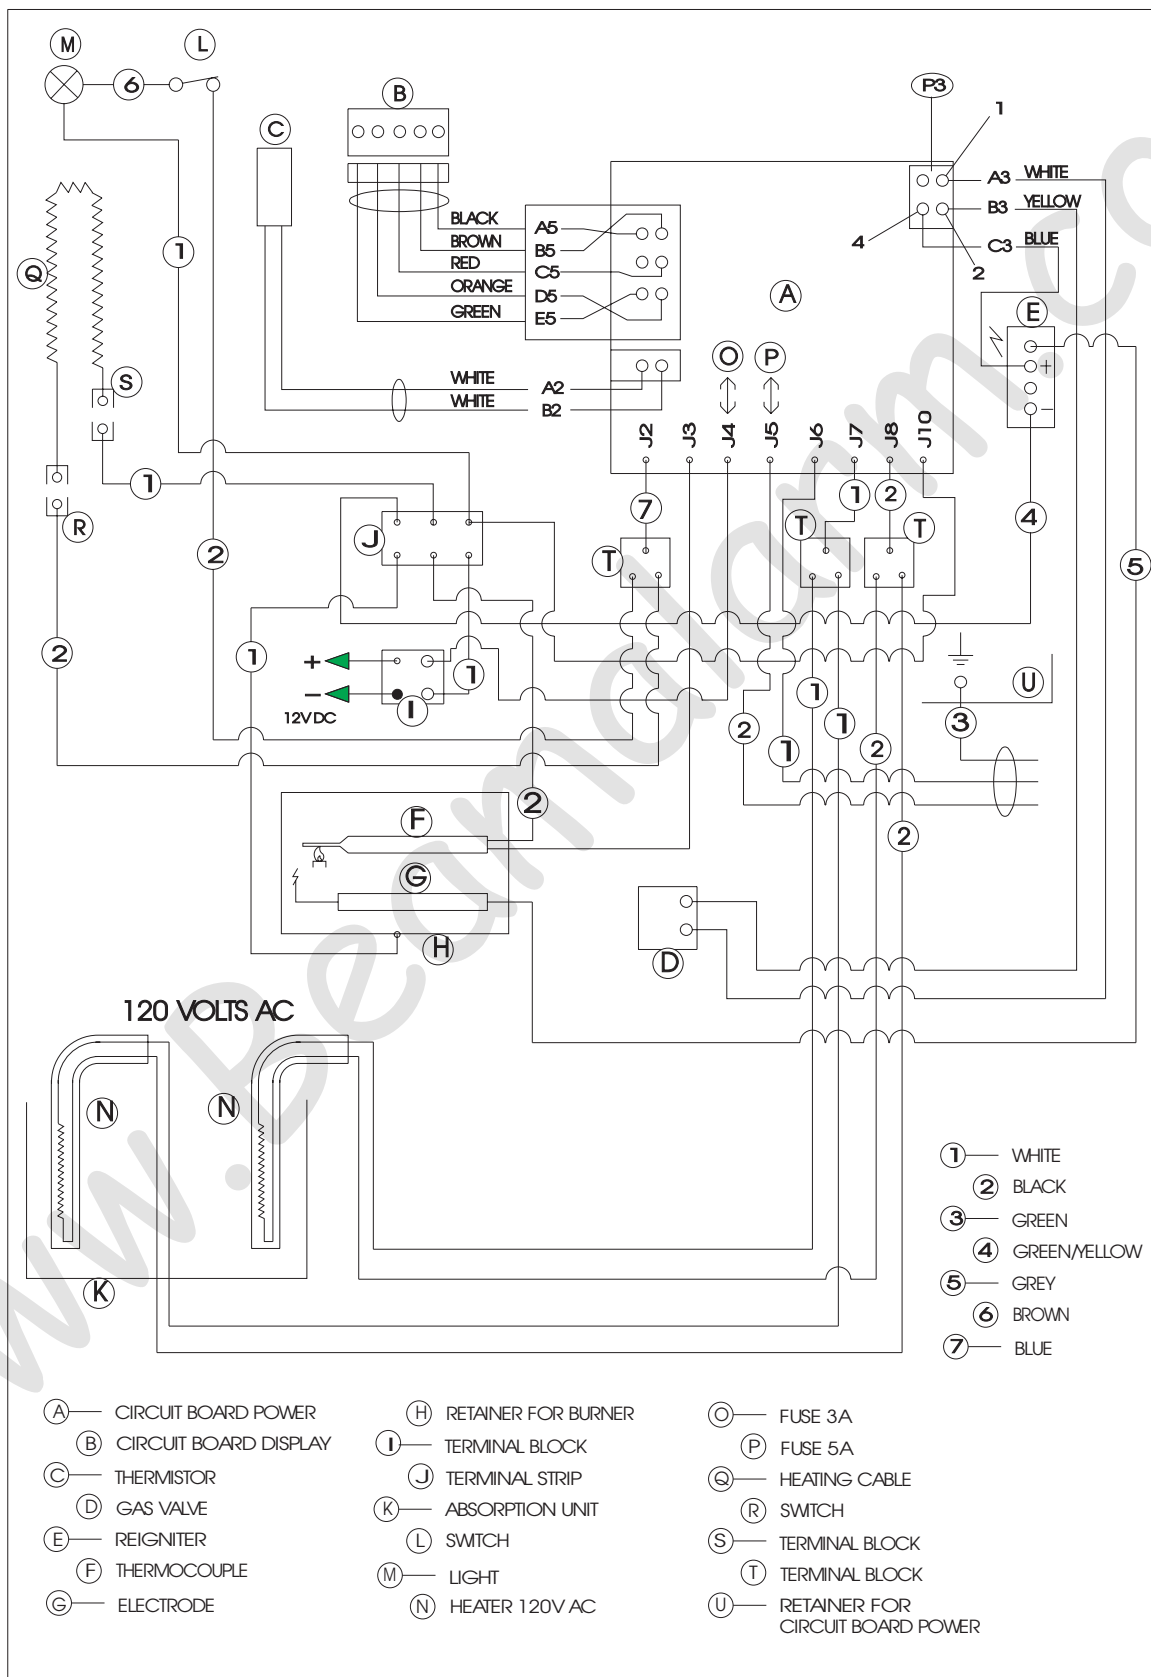 M
L
6
B
C
P3
1
A3 WHITE
B3 YELLOW
C3 BLUE
4
2
BLACK A5
BROWN B5
RED C5
ORANGE D5
GREEN E5
A
E
+
−
1
Q
O
P
S
WHITE A2
WHITE B2
J2 J3 J4 J5 J6 J7 J8 J10
1
R
J
7
T
T
1
2
T
4
5
2
2
1
+
−
12VDC
I
1
1
1
U
3
2
1
2
2
2
F
G
H
D
120 VOLTS AC
N
N
K
1 WHITE
2 BLACK
3 GREEN
4 GREEN/YELLOW
5 GREY
6 BROWN
7 BLUE
A CIRCUIT BOARD POWER
B CIRCUIT BOARD DISPLAY
C THERMISTOR
D GAS VALVE
E REIGNITER
F THERMOCOUPLE
G ELECTRODE
H RETAINER FOR BURNER
I TERMINAL BLOCK
J TERMINAL STRIP
K ABSORPTION UNIT
L SWITCH
M LIGHT
N HEATER 120V AC
O FUSE 3A
P FUSE 5A
Q HEATING CABLE
R SWITCH
S TERMINAL BLOCK
T TERMINAL BLOCK
U RETAINER FOR
CIRCUIT BOARD POWER
www.Beamalarm.co